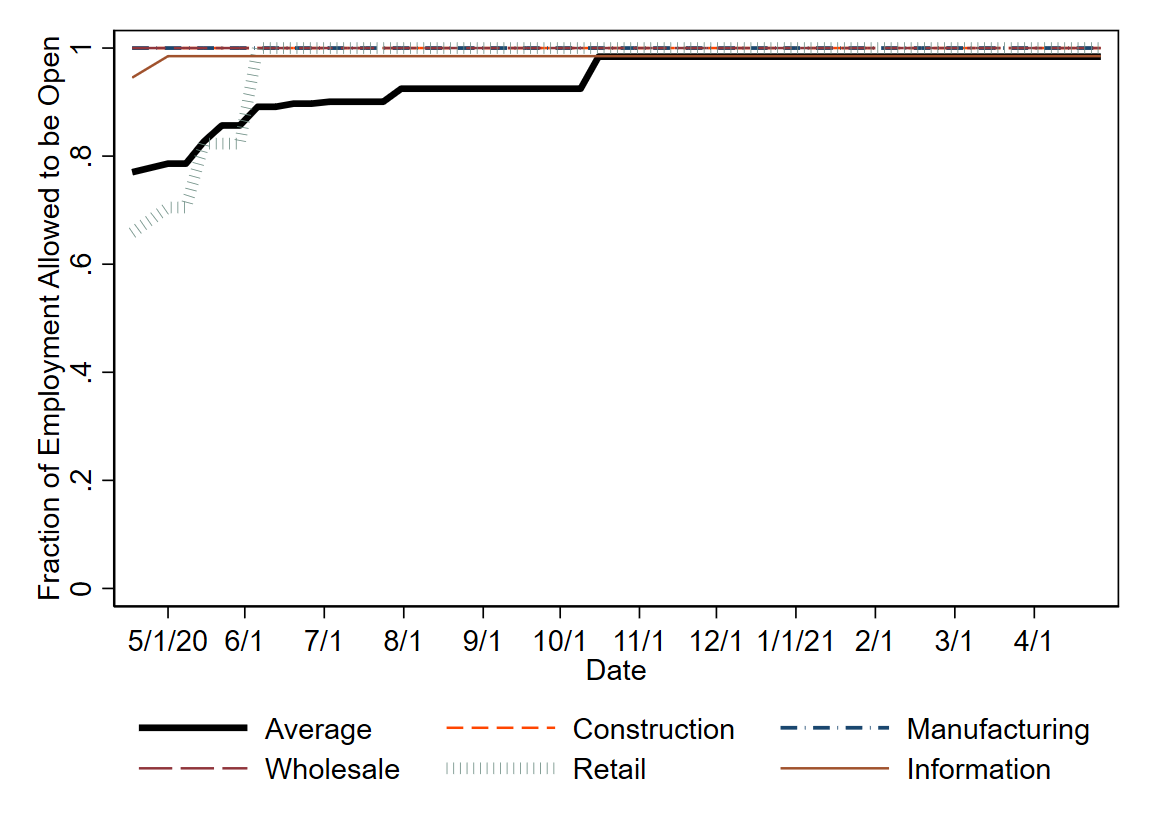 Fraction of Employment Allowed to be Open
1
.8
.6
.4
.2
0
5/1/20 6/1 7/1 8/1 9/1 10/1 11/1 12/1 1/1/21 2/1 3/1 4/1
Date
Average Construction Manufacturing
Wholesale Retail Information